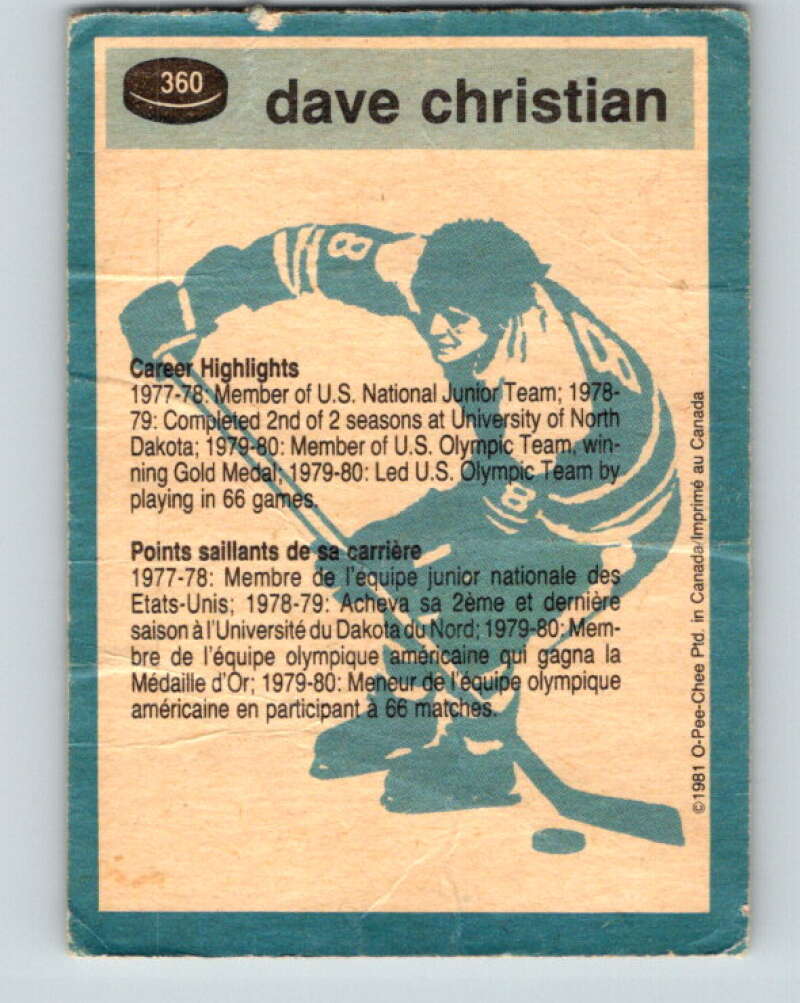 360
dave christian
8
8
8
Career Highlights
1977-78: Member of U.S. National Junior Team; 1978-
79: Completed 2nd of 2 seasons at University of North
Dakota; 1979-80: Member of U.S. Olympic Team, win-
ning Gold Medal; 1979-80: Led U.S. Olympic Team by
playing in 66 games.
Points saillants de sa carrière
1977-78: Membre de l'équipe junior nationale des
Etats-Unis; 1978-79: Acheva sa 2ème et dernière
saison à l'Université du Dakota du Nord; 1979-80: Mem-
bre de l'équipe olympique américaine qui gagna la
Médaille d'Or; 1979-80: Meneur de l'équipe olympique
américaine en participant à 66 matches.
©1981 O-Pee-Chee Ptd. in Canada/Imprimé au Canada